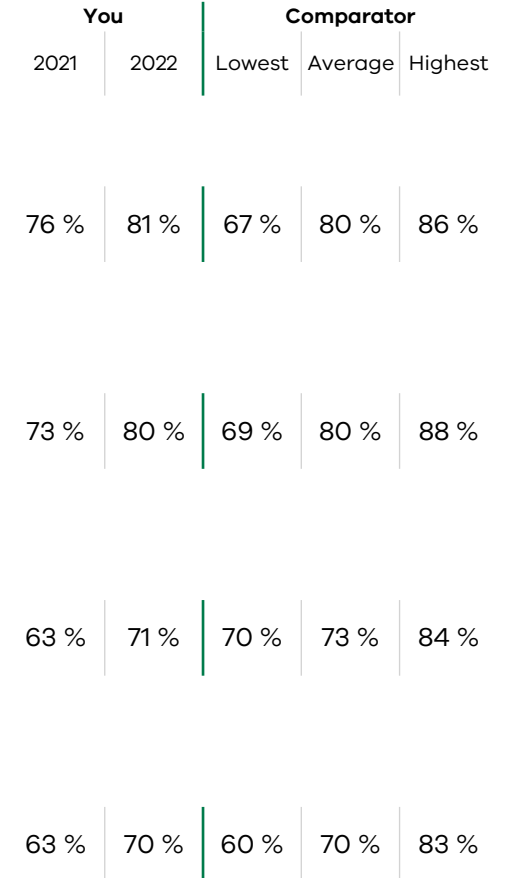 You Comparator
2021 2022 Lowest Average Highest
76 % 81 % 67 % 80 % 86 %
73 % 80 % 69 % 80 % 88 %
63 % 71 % 70 % 73 % 84 %
63 % 70 % 60 % 70 % 83 %